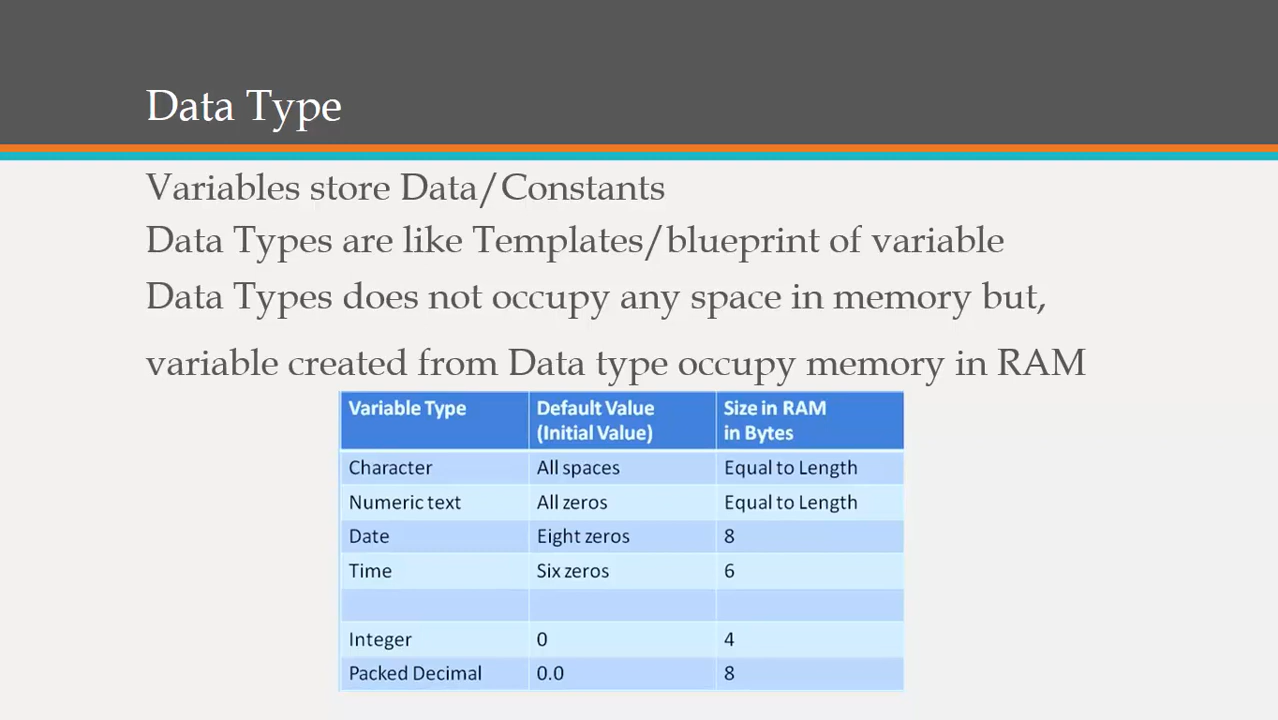 Data Type
Variables store Data/Constants
Data Types are like Templates/blueprint of variable
Data Types does not occupy any space in memory but,
variable created from Data type occupy memory in RAM
Variable Type Default Value (Initial Value) Size in RAM in Bytes
Character All spaces Equal to Length
Numeric text All zeros Equal to Length
Date Eight zeros 8
Time Six zeros 6
Integer 0 4
Packed Decimal 0.0 8